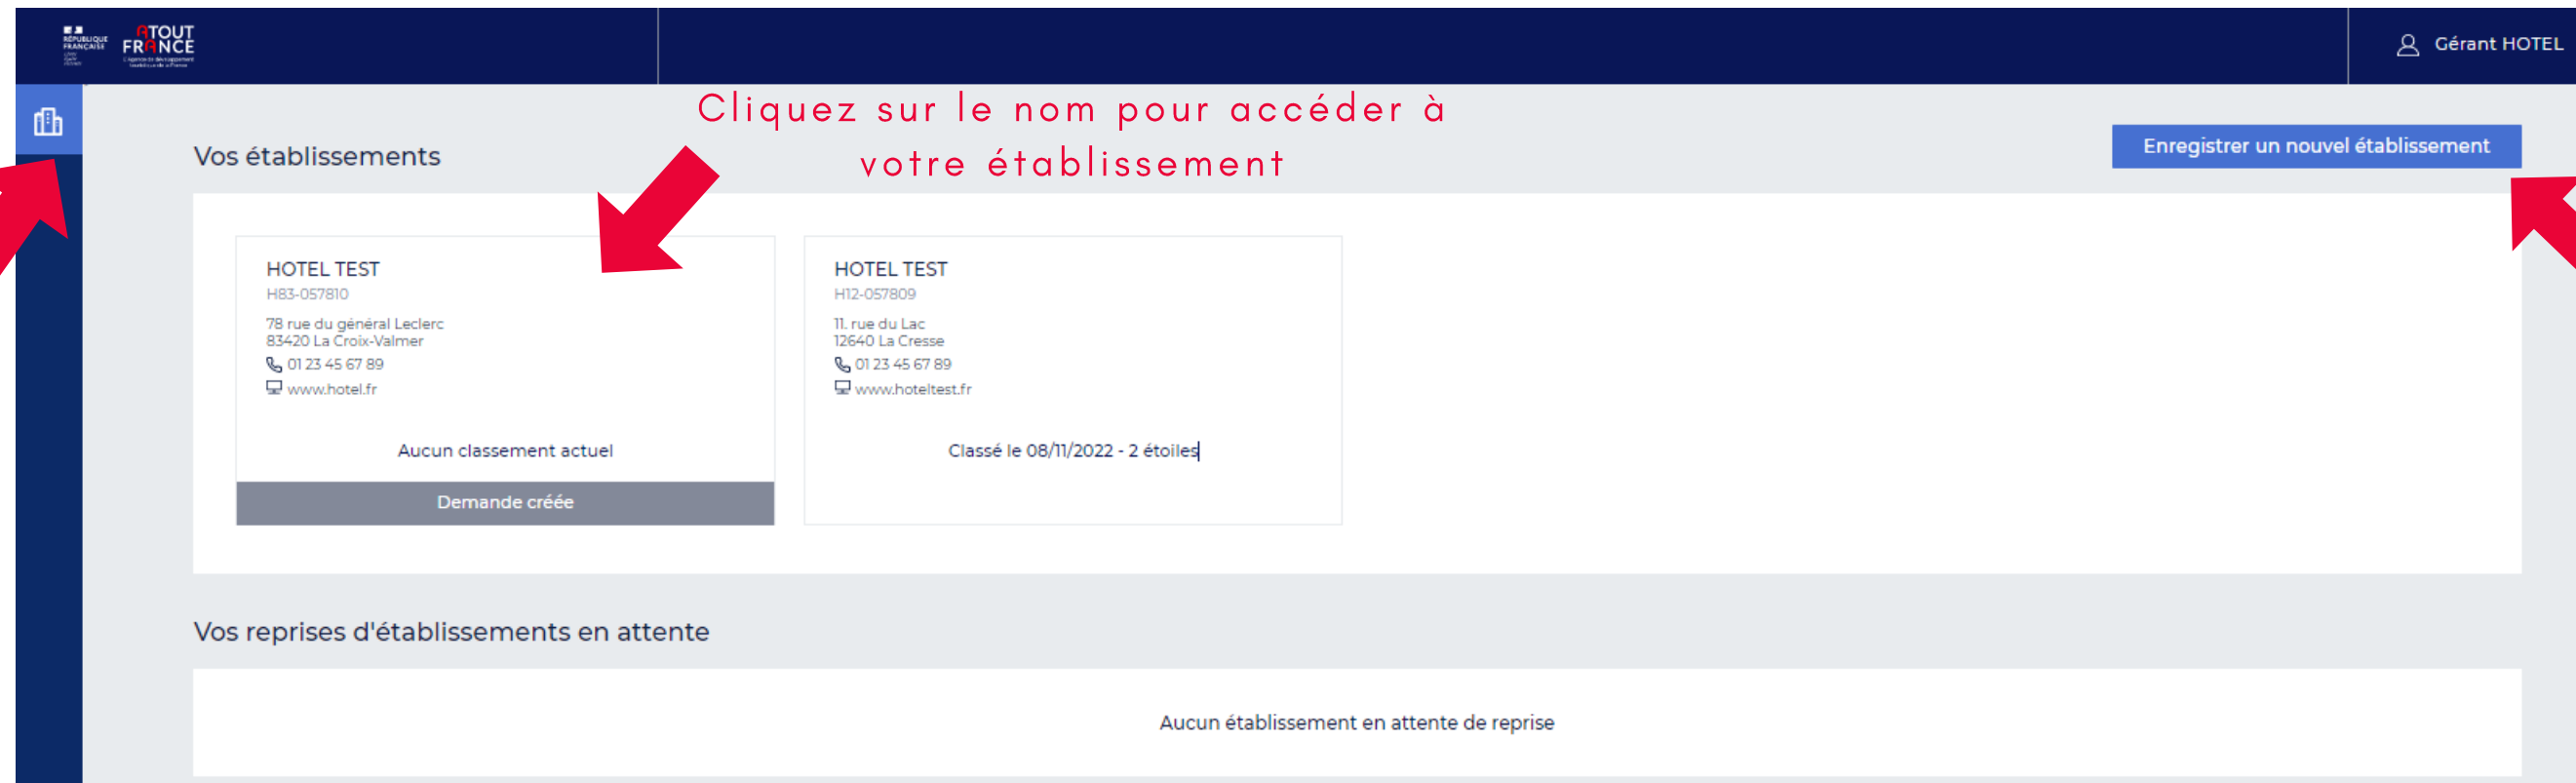 RÉPUBLIQUE
FRANÇAISE
ATOUT
FRANCE
Gérant HOTEL
Cliquez sur le nom pour accéder à
votre établissement
Vos établissements
Enregistrer un nouvel établissement
HOTEL TEST
H83-057810
78 rue du général Leclerc
83420 La Croix-Valmer
01 23 45 67 89
www.hotel.fr
Aucun classement actuel
Demande créée
HOTEL TEST
H12-057809
11. rue du Lac
12640 La Cresse
01 23 45 67 89
www.hoteltest.fr
Classé le 08/11/2022 - 2 étoiles
Vos reprises d'établissements en attente
Aucun établissement en attente de reprise